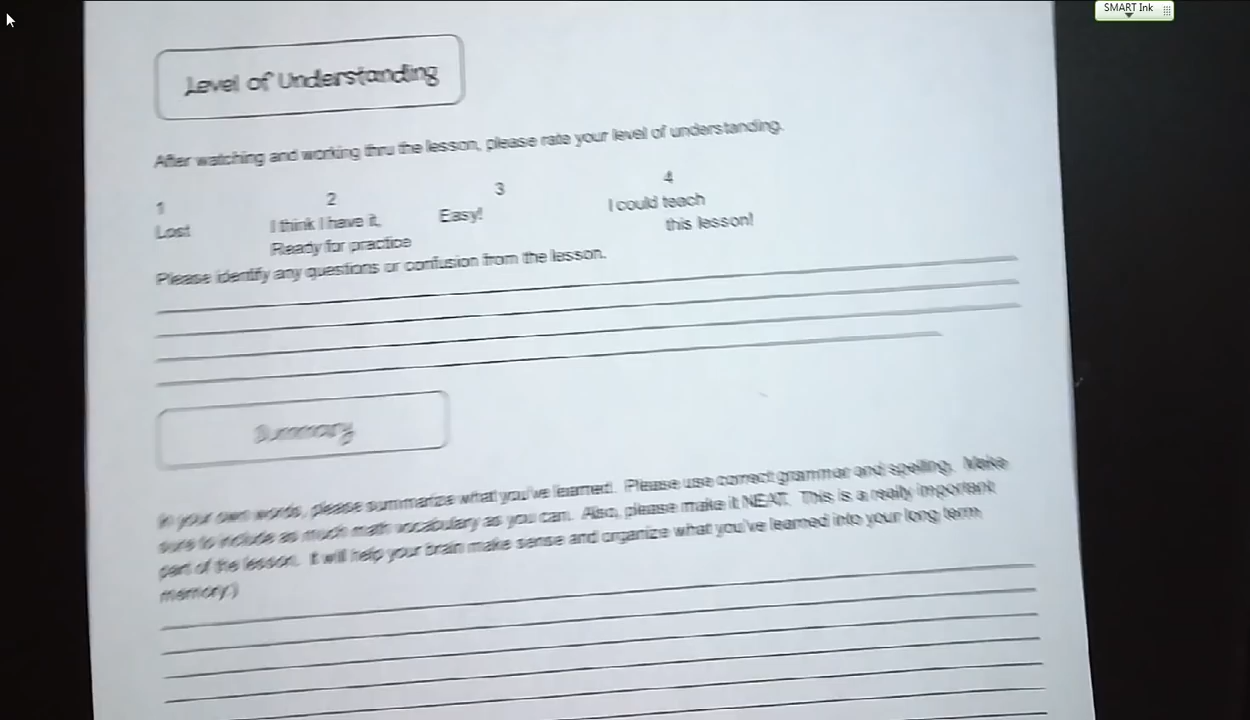 SMART Ink
Level of Understanding
After watching and working thru the lesson, please rate your level of understanding.
1 2 3 4
Lost I think I have it, Easy! I could teach
Ready for practice this lesson!
Please identify any questions or confusion from the lesson.
Summary
(In your own words, please summarize what you've learned. Please use correct grammar and spelling. Make
sure to include as much math vocabulary as you can. Also, please make it NEAT. This is a really important
part of the lesson. It will help your brain make sense and organize what you've learned into your long term
memory.)